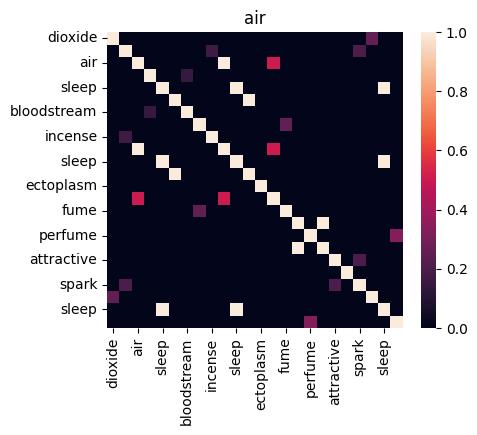 air
dioxide
air
sleep
bloodstream
incense
sleep
ectoplasm
fume
perfume
attractive
spark
sleep
dioxide
air
sleep
bloodstream
incense
sleep
ectoplasm
fume
perfume
attractive
spark
sleep
1.0
0.8
0.6
0.4
0.2
0.0